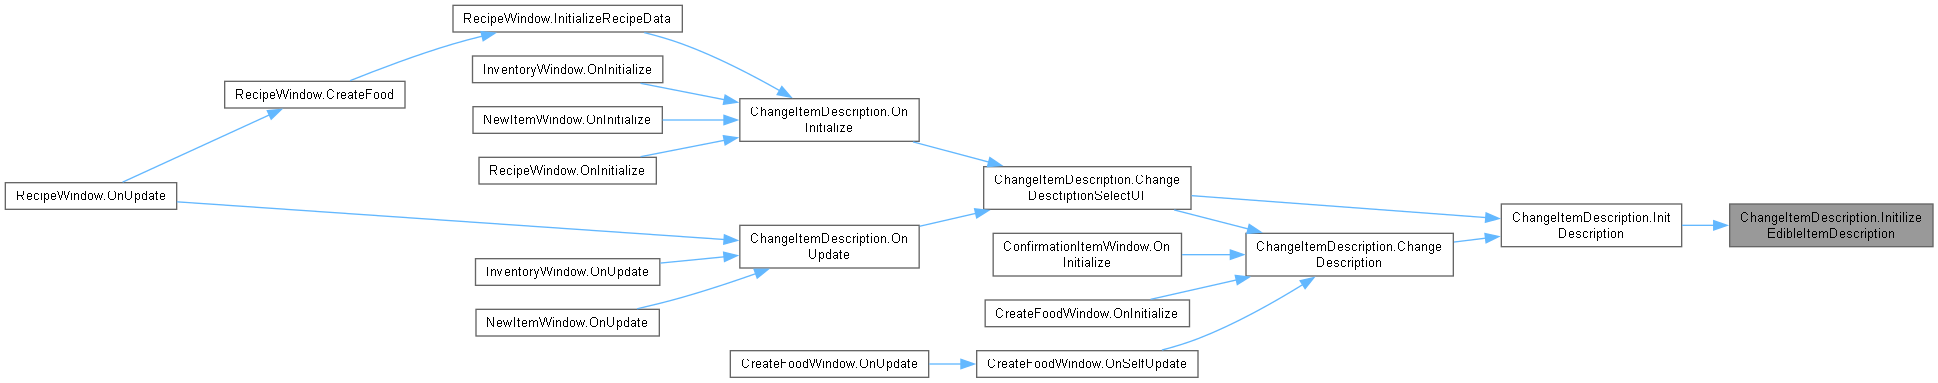 RecipeWindow.InitializeRecipeData
InventoryWindow.OnInitialize
RecipeWindow.CreateFood
ChangeItemDescription.On
Initialize
NewItemWindow.OnInitialize
RecipeWindow.OnInitialize
ChangeItemDescription.Change
DesctiptionSelectUI
RecipeWindow.OnUpdate
ChangeItemDescription.Init
Description
ChangeItemDescription.Initilize
EdibleItemDescription
ChangeItemDescription.On
Update
ConfirmationItemWindow.On
Initialize
ChangeItemDescription.Change
Description
InventoryWindow.OnUpdate
CreateFoodWindow.OnInitialize
NewItemWindow.OnUpdate
CreateFoodWindow.OnUpdate
CreateFoodWindow.OnSelfUpdate